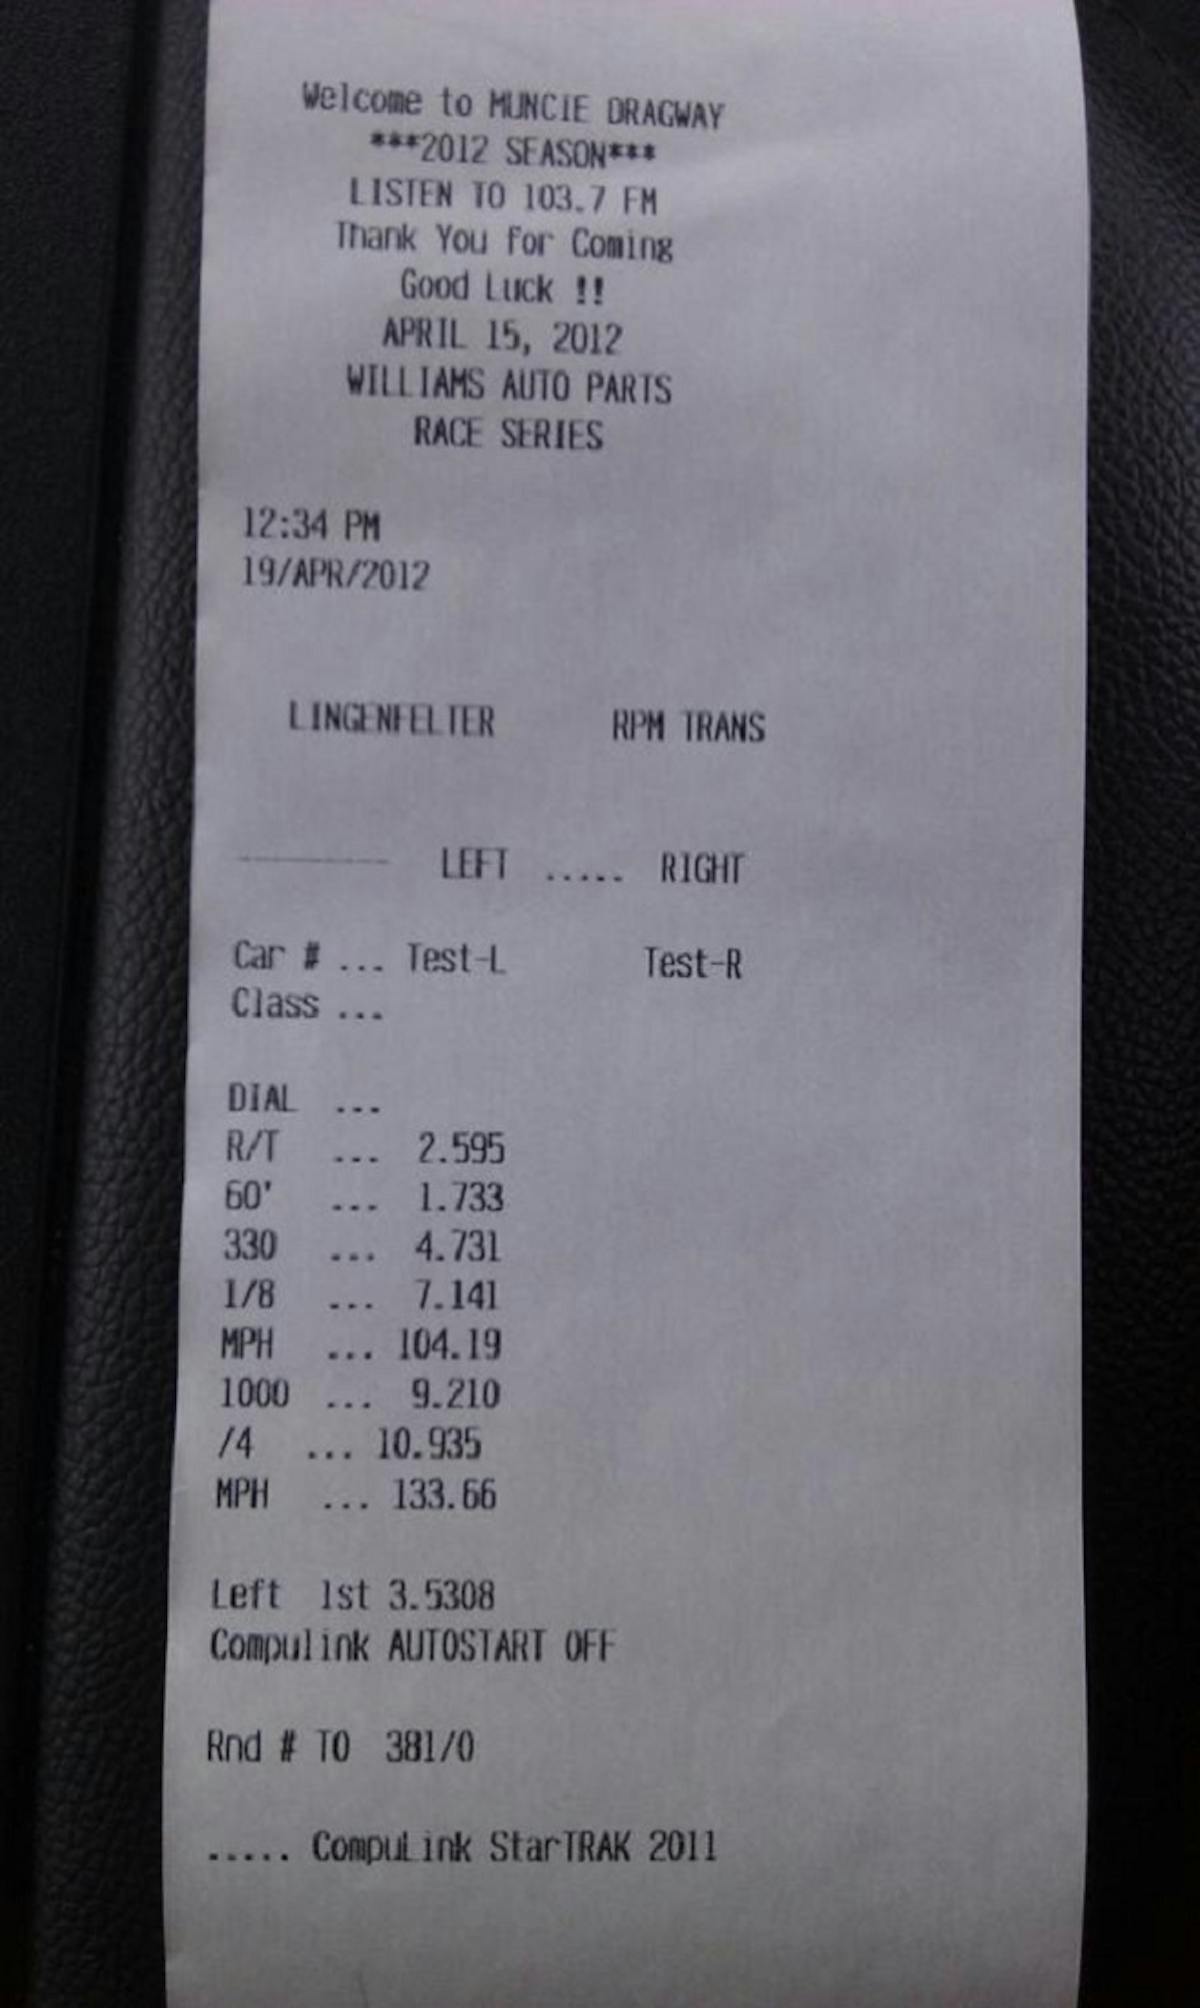 Welcome to MUNCIE DRAGWAY
***2012 SEASON***
LISTEN TO 103.7 FM
Thank You for Coming
Good Luck !!
APRIL 15, 2012
WILLIAMS AUTO PARTS
RACE SERIES
12:34 PM
19/APR/2012
LINGENFELTER RPM TRANS
LEFT ..... RIGHT
Car # ... Test-L Test-R
Class ...
DIAL ...
R/T ... 2.595
60' ... 1.733
330 ... 4.731
1/8 ... 7.141
MPH ... 104.19
1000 ... 9.210
/4 ... 10.935
MPH ... 133.66
Left 1st 3.5308
Compulink AUTOSTART OFF
Rnd # TO 381/0
..... CompuLink StarTRAK 2011